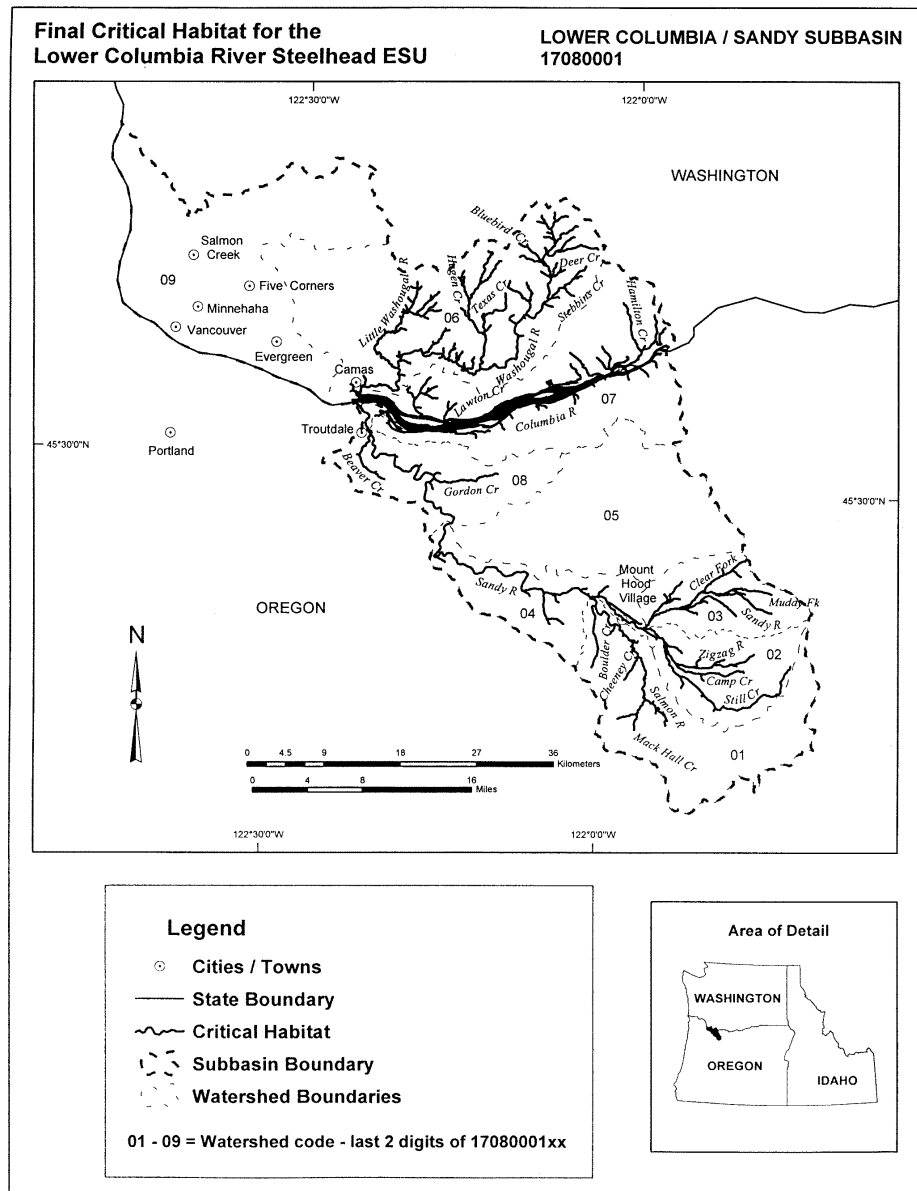 Final Critical Habitat for the
Lower Columbia River Steelhead ESU
LOWER COLUMBIA / SANDY SUBBASIN
17080001
122°30'0"W
122°0'0"W
WASHINGTON
Bluebird Cr
Deer Cr
Salmon
Creek
Hagen Cr
Little Washougal R
Texas Cr
Stebbins Cr
Hamilton Cr
09
Five Corners
06
Minnehaha
Vancouver
Evergreen
Washougal R
Camas
Lawton Cr
07
Columbia R
Troutdale
45°30'0"N
Portland
Beaver Cr
08
Gordon Cr
45°30'0"N
05
Mount
Hood
Village
Clear Fork
Sandy R
Muddy Fk
OREGON
04
03
Sandy R
N
Boulder Cr
Zigzag R
02
Cheeney Cr
Camp Cr
Salmon R
Still Cr
Mack Hall Cr
01
0 4.5 9 18 27 36
Kilometers
0 4 8 16
Miles
122°30'0"W
122°0'0"W
Legend
Cities / Towns
State Boundary
Critical Habitat
Subbasin Boundary
Watershed Boundaries
01 - 09 = Watershed code - last 2 digits of 17080001xx
Area of Detail
WASHINGTON
OREGON
IDAHO